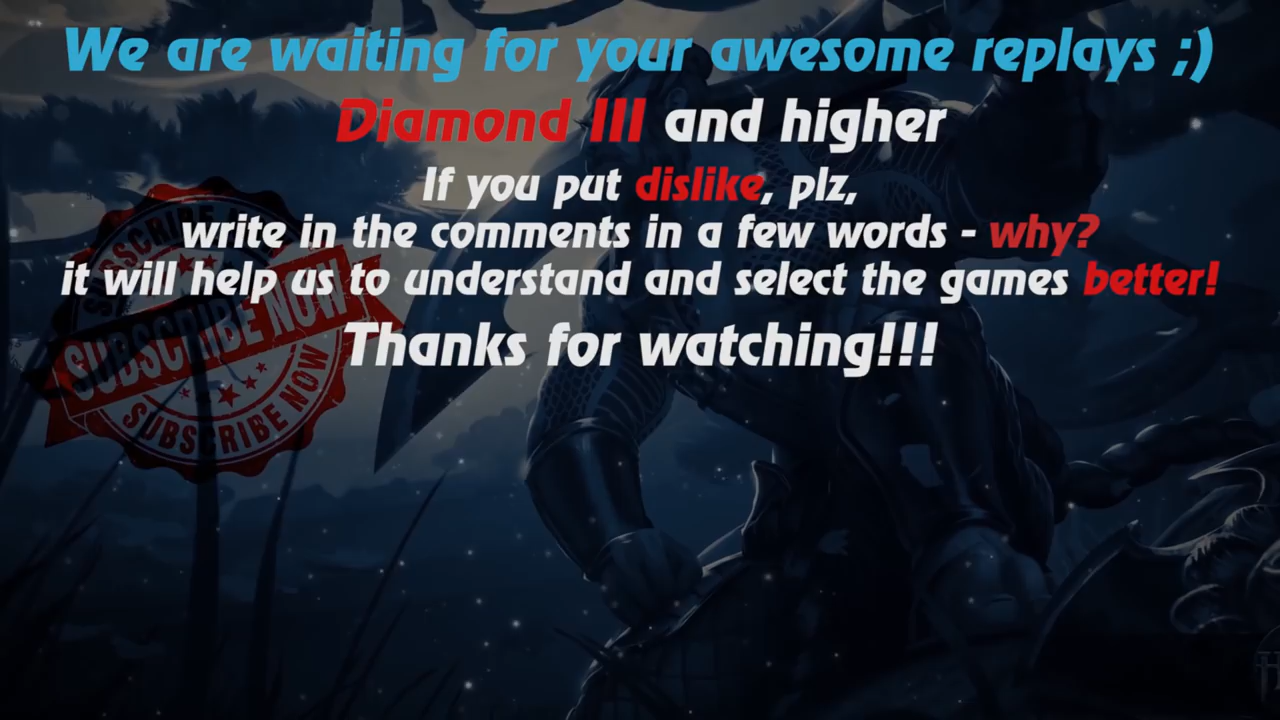 We are waiting for your awesome replays ;)
Diamond III and higher
If you put dislike, plz,
write in the comments in a few words - why?
it will help us to understand and select the games better!
Thanks for watching!!!
SUBSCRIBE NOW
SUBSCRIBE NOW